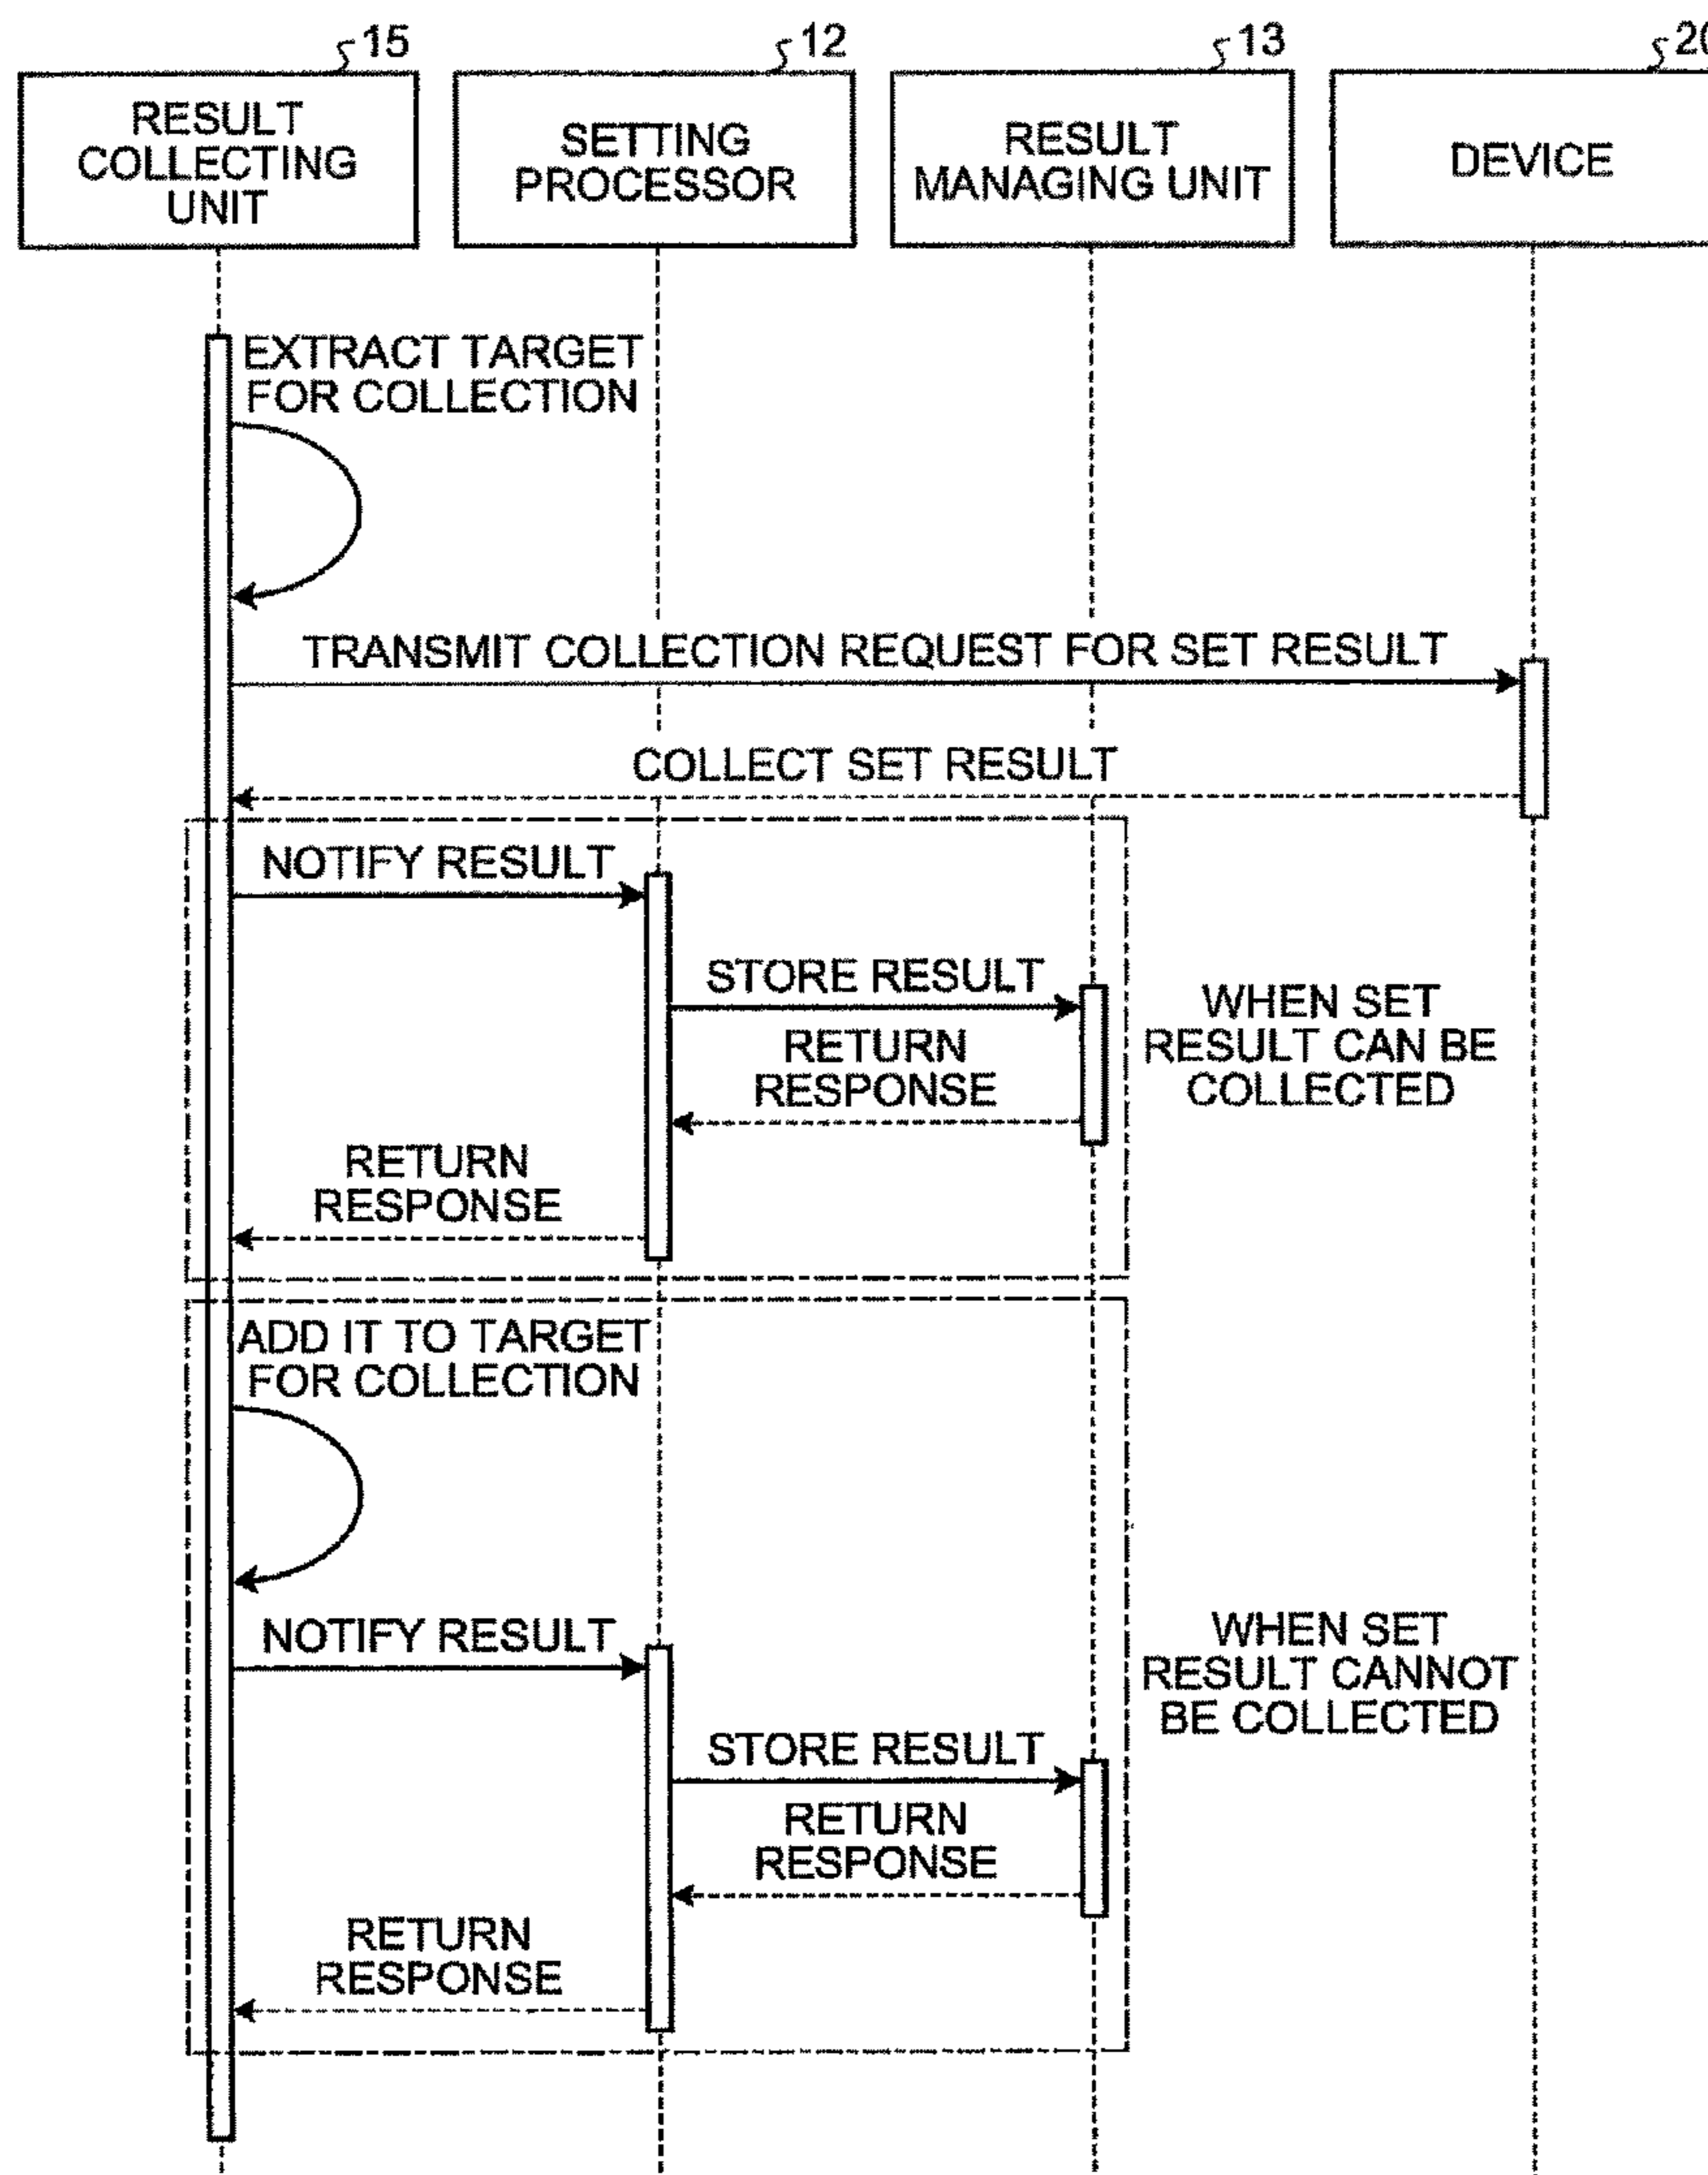 15
12
13
RESULT
COLLECTING
UNIT
SETTING
PROCESSOR
RESULT
MANAGING UNIT
DEVICE
EXTRACT TARGET
FOR COLLECTION
TRANSMIT COLLECTION REQUEST FOR SET RESULT
COLLECT SET RESULT
NOTIFY RESULT
STORE RESULT
RETURN
RESPONSE
WHEN SET
RESULT CAN BE
COLLECTED
RETURN
RESPONSE
ADD IT TO TARGET
FOR COLLECTION
NOTIFY RESULT
WHEN SET
RESULT CANNOT
BE COLLECTED
STORE RESULT
RETURN
RESPONSE
RETURN
RESPONSE